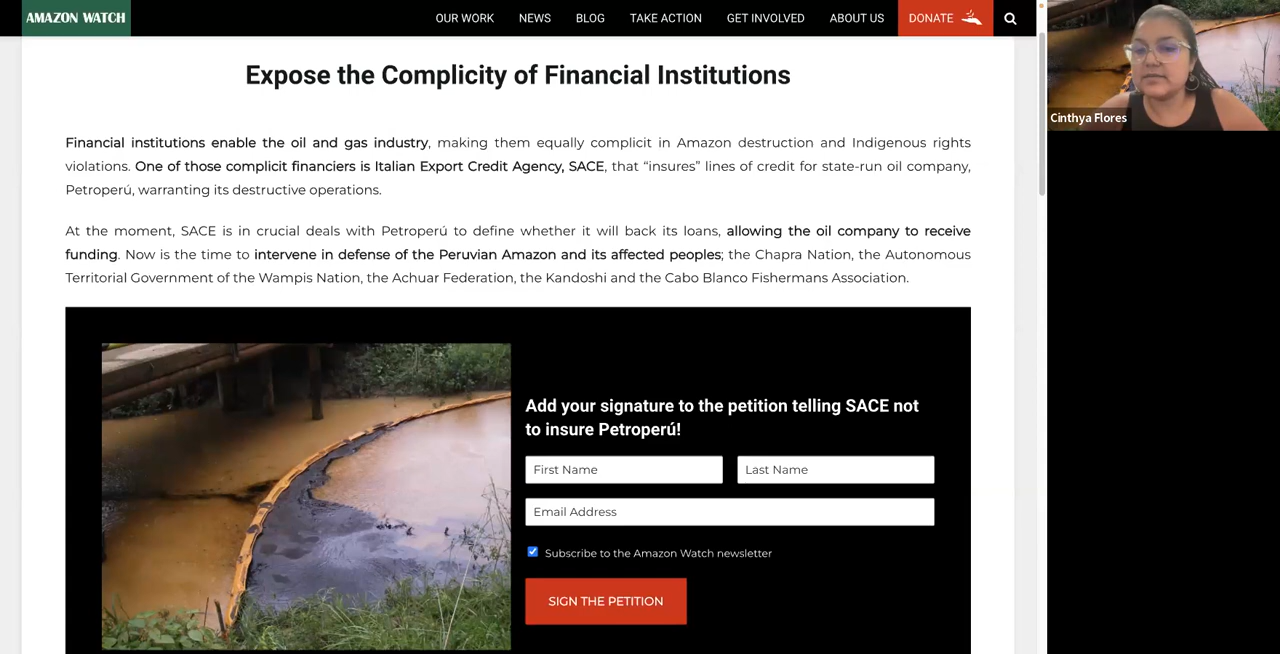 AMAZON WATCH
OUR WORK NEWS BLOG TAKE ACTION GET INVOLVED ABOUT US DONATE
Expose the Complicity of Financial Institutions
Financial institutions enable the oil and gas industry, making them equally complicit in Amazon destruction and Indigenous rights
violations. One of those complicit financiers is Italian Export Credit Agency, SACE, that “insures” lines of credit for state-run oil company,
Petroperú, warranting its destructive operations.
At the moment, SACE is in crucial deals with Petroperú to define whether it will back its loans, allowing the oil company to receive
funding. Now is the time to intervene in defense of the Peruvian Amazon and its affected peoples; the Chapra Nation, the Autonomous
Territorial Government of the Wampis Nation, the Achuar Federation, the Kandoshi and the Cabo Blanco Fishermans Association.
Add your signature to the petition telling SACE not
to insure Petroperú!
First Name Last Name
Email Address
Subscribe to the Amazon Watch newsletter
SIGN THE PETITION
Cinthya Flores